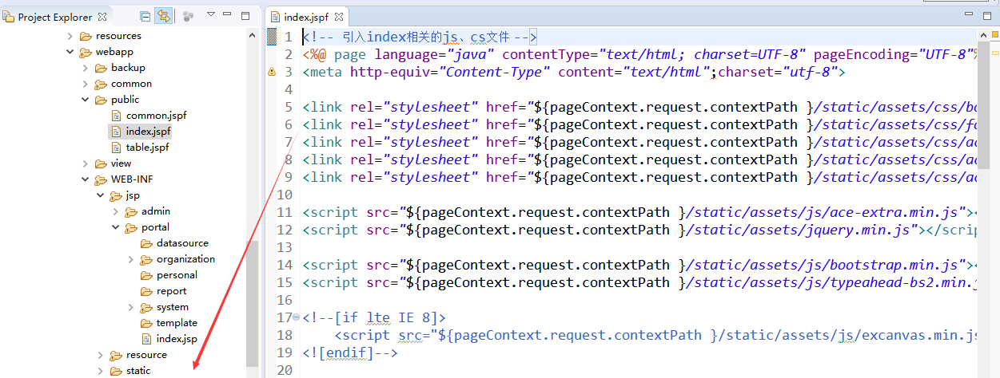 Project Explorer
resources
webapp
backup
common
public
common.jspf
index.jspf
table.jspf
view
WEB-INF
jsp
admin
portal
datasource
organization
personal
report
system
template
index.jsp
resource
static
index.jspf
1 <!-- 引入index相关的js、cs文件 -->
2 <%@ page language="java" contentType="text/html; charset=UTF-8" pageEncoding="UTF-8"%
3 <meta http-equiv="Content-Type" content="text/html";charset="utf-8">
4
5 <link rel="stylesheet" href="${pageContext.request.contextPath }/static/assets/css/bo
6 <link rel="stylesheet" href="${pageContext.request.contextPath }/static/assets/css/fo
7 <link rel="stylesheet" href="${pageContext.request.contextPath }/static/assets/css/ac
8 <link rel="stylesheet" href="${pageContext.request.contextPath }/static/assets/css/ac
9 <link rel="stylesheet" href="${pageContext.request.contextPath }/static/assets/css/ac
10
11 <script src="${pageContext.request.contextPath }/static/assets/js/ace-extra.min.js"><
12 <script src="${pageContext.request.contextPath }/static/assets/jquery.min.js"></scrip
13
14 <script src="${pageContext.request.contextPath }/static/assets/js/bootstrap.min.js"><
15 <script src="${pageContext.request.contextPath }/static/assets/js/typeahead-bs2.min.j
16
17 <!--[if lte IE 8]>
18 <script src="${pageContext.request.contextPath }/static/assets/js/excanvas.min.js
19 <![endif]-->
20